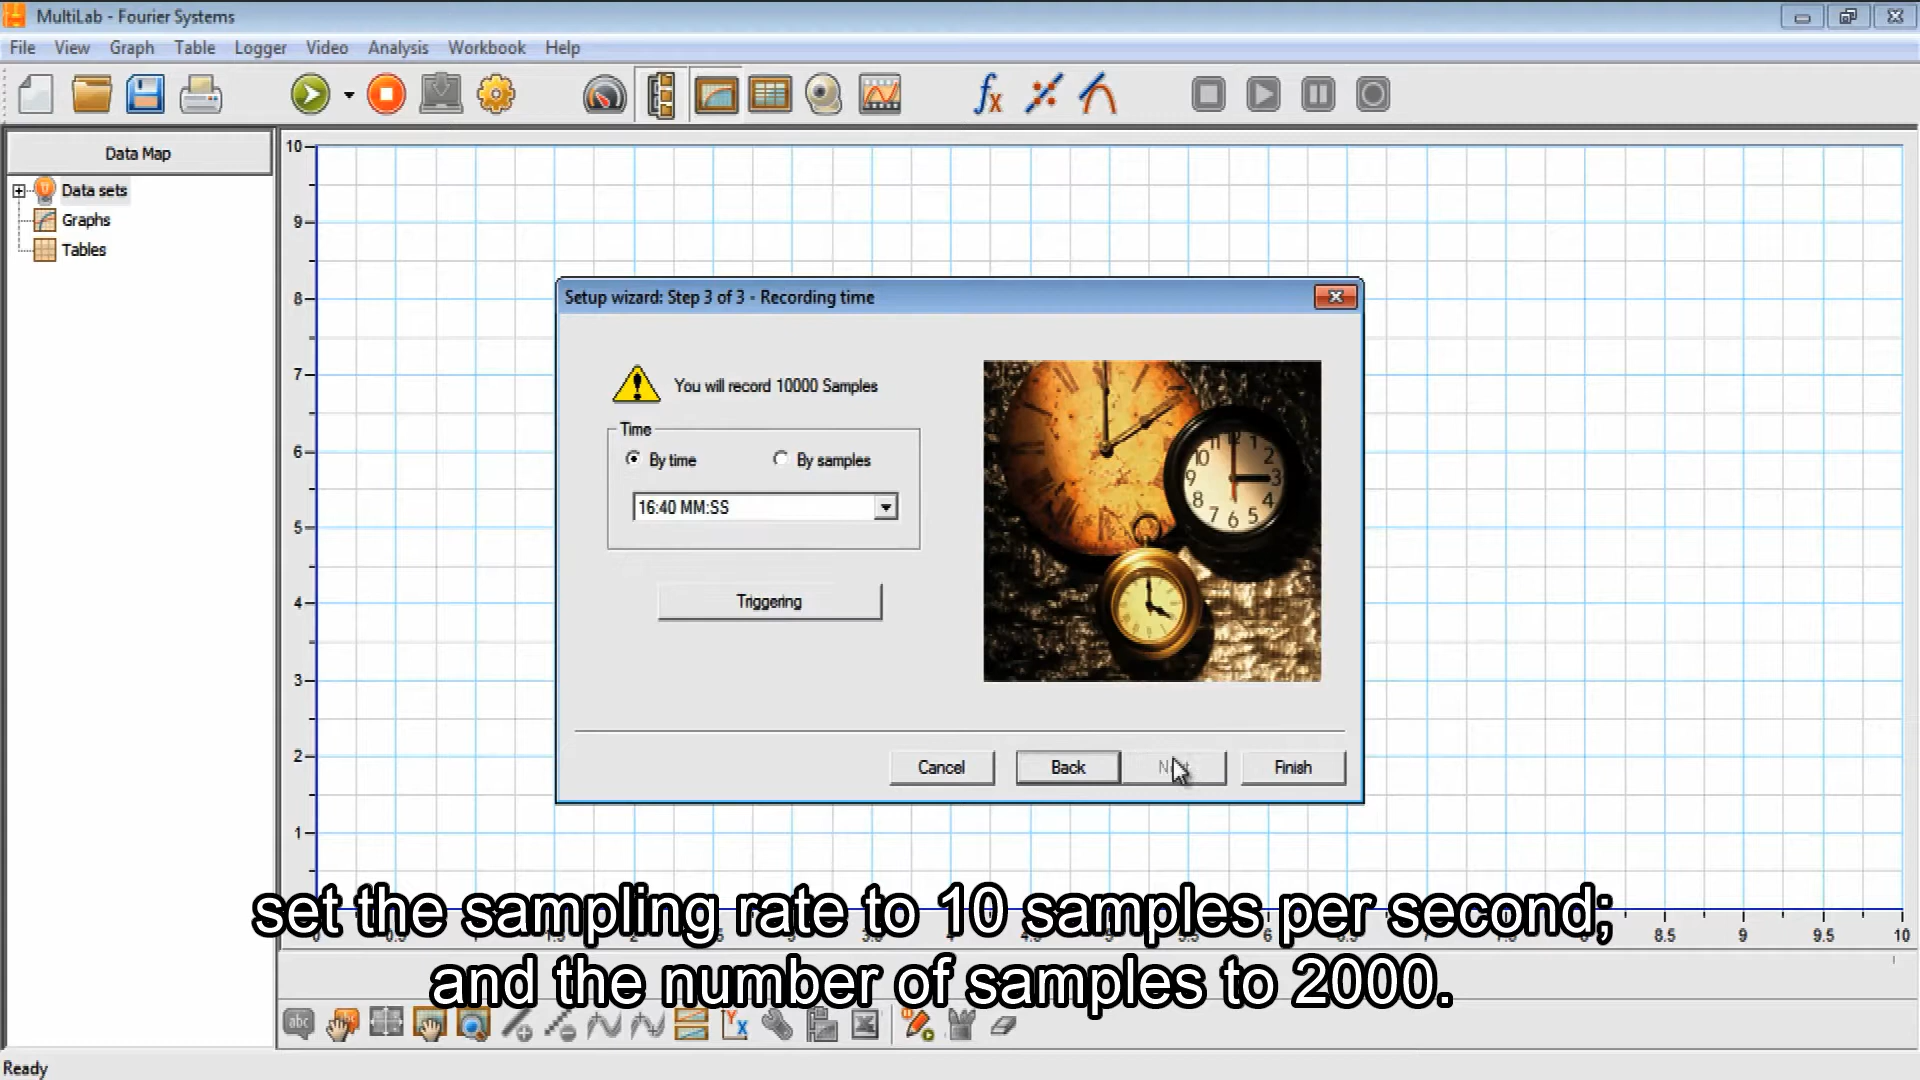 MultiLab - Fourier Systems
File View Graph Table Logger Video Analysis Workbook Help
Data Map
Data sets
Graphs
Tables
10
9
8
7
6
5
4
3
2
1
Setup wizard: Step 3 of 3 - Recording time
You will record 10000 Samples
Time
By time By samples
16:40 MM:SS
Triggering
Cancel Back Finish
set the sampling rate to 10 samples per second;
and the number of samples to 2000.
8.5 9 9.5 10
Ready